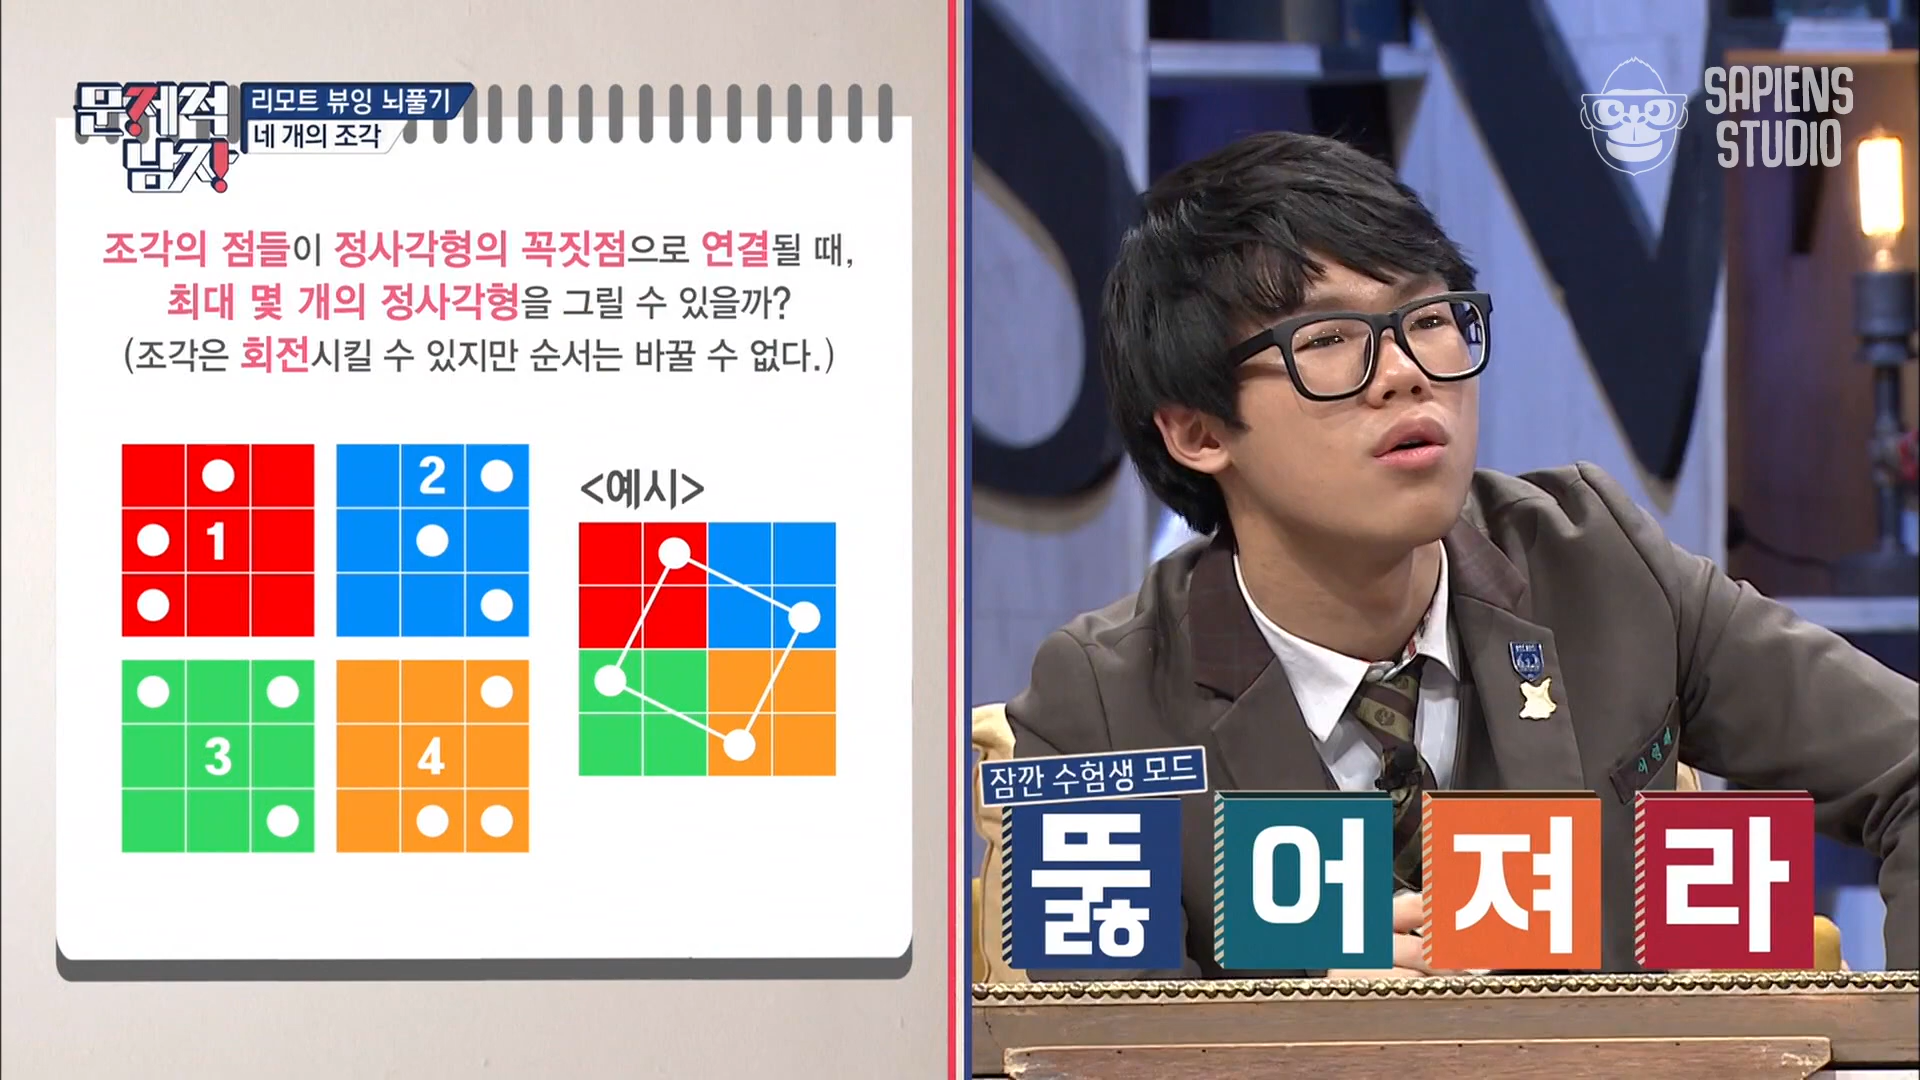 문제적
남자
리모트 뷰잉 뇌풀기
네 개의 조각
조각의 점들이 정사각형의 꼭짓점으로 연결될 때,
최대 몇 개의 정사각형을 그릴 수 있을까?
(조각은 회전시킬 수 있지만 순서는 바꿀 수 없다.)
1
2
3
4
<예시>
SAPIENS
STUDIO
잠깐 수험생 모드
뚫어져라